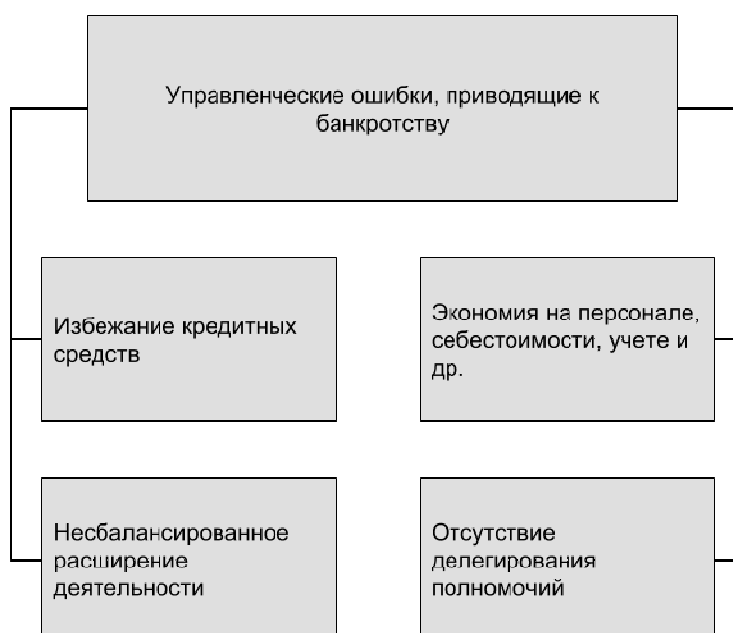 Управленческие ошибки, приводящие к
банкротству
Избежание кредитных
средств
Экономия на персонале,
себестоимости, учете и
др.
Несбалансированное
расширение
деятельности
Отсутствие
делегирования
полномочий